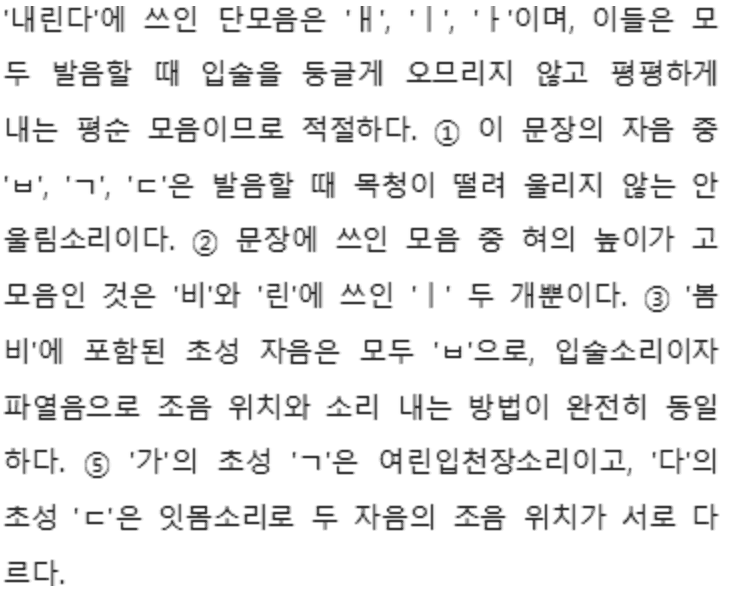 '내린다'에 쓰인 단모음은 'ㅐ', 'ㅣ', 'ㅏ'이며, 이들은 모
두 발음할 때 입술을 둥글게 오므리지 않고 평평하게
내는 평순 모음이므로 적절하다. ① 이 문장의 자음 중
'ㅂ', 'ㄱ', 'ㄷ'은 발음할 때 목청이 떨려 울리지 않는 안
울림소리이다. ② 문장에 쓰인 모음 중 혀의 높이가 고
모음인 것은 '비'와 '린'에 쓰인 'ㅣ' 두 개뿐이다. ③ '봄
비'에 포함된 초성 자음은 모두 'ㅂ'으로, 입술소리이자
파열음으로 조음 위치와 소리 내는 방법이 완전히 동일
하다. ⑤ '가'의 초성 'ㄱ'은 여린입천장소리이고, '다'의
초성 'ㄷ'은 잇몸소리로 두 자음의 조음 위치가 서로 다
르다.